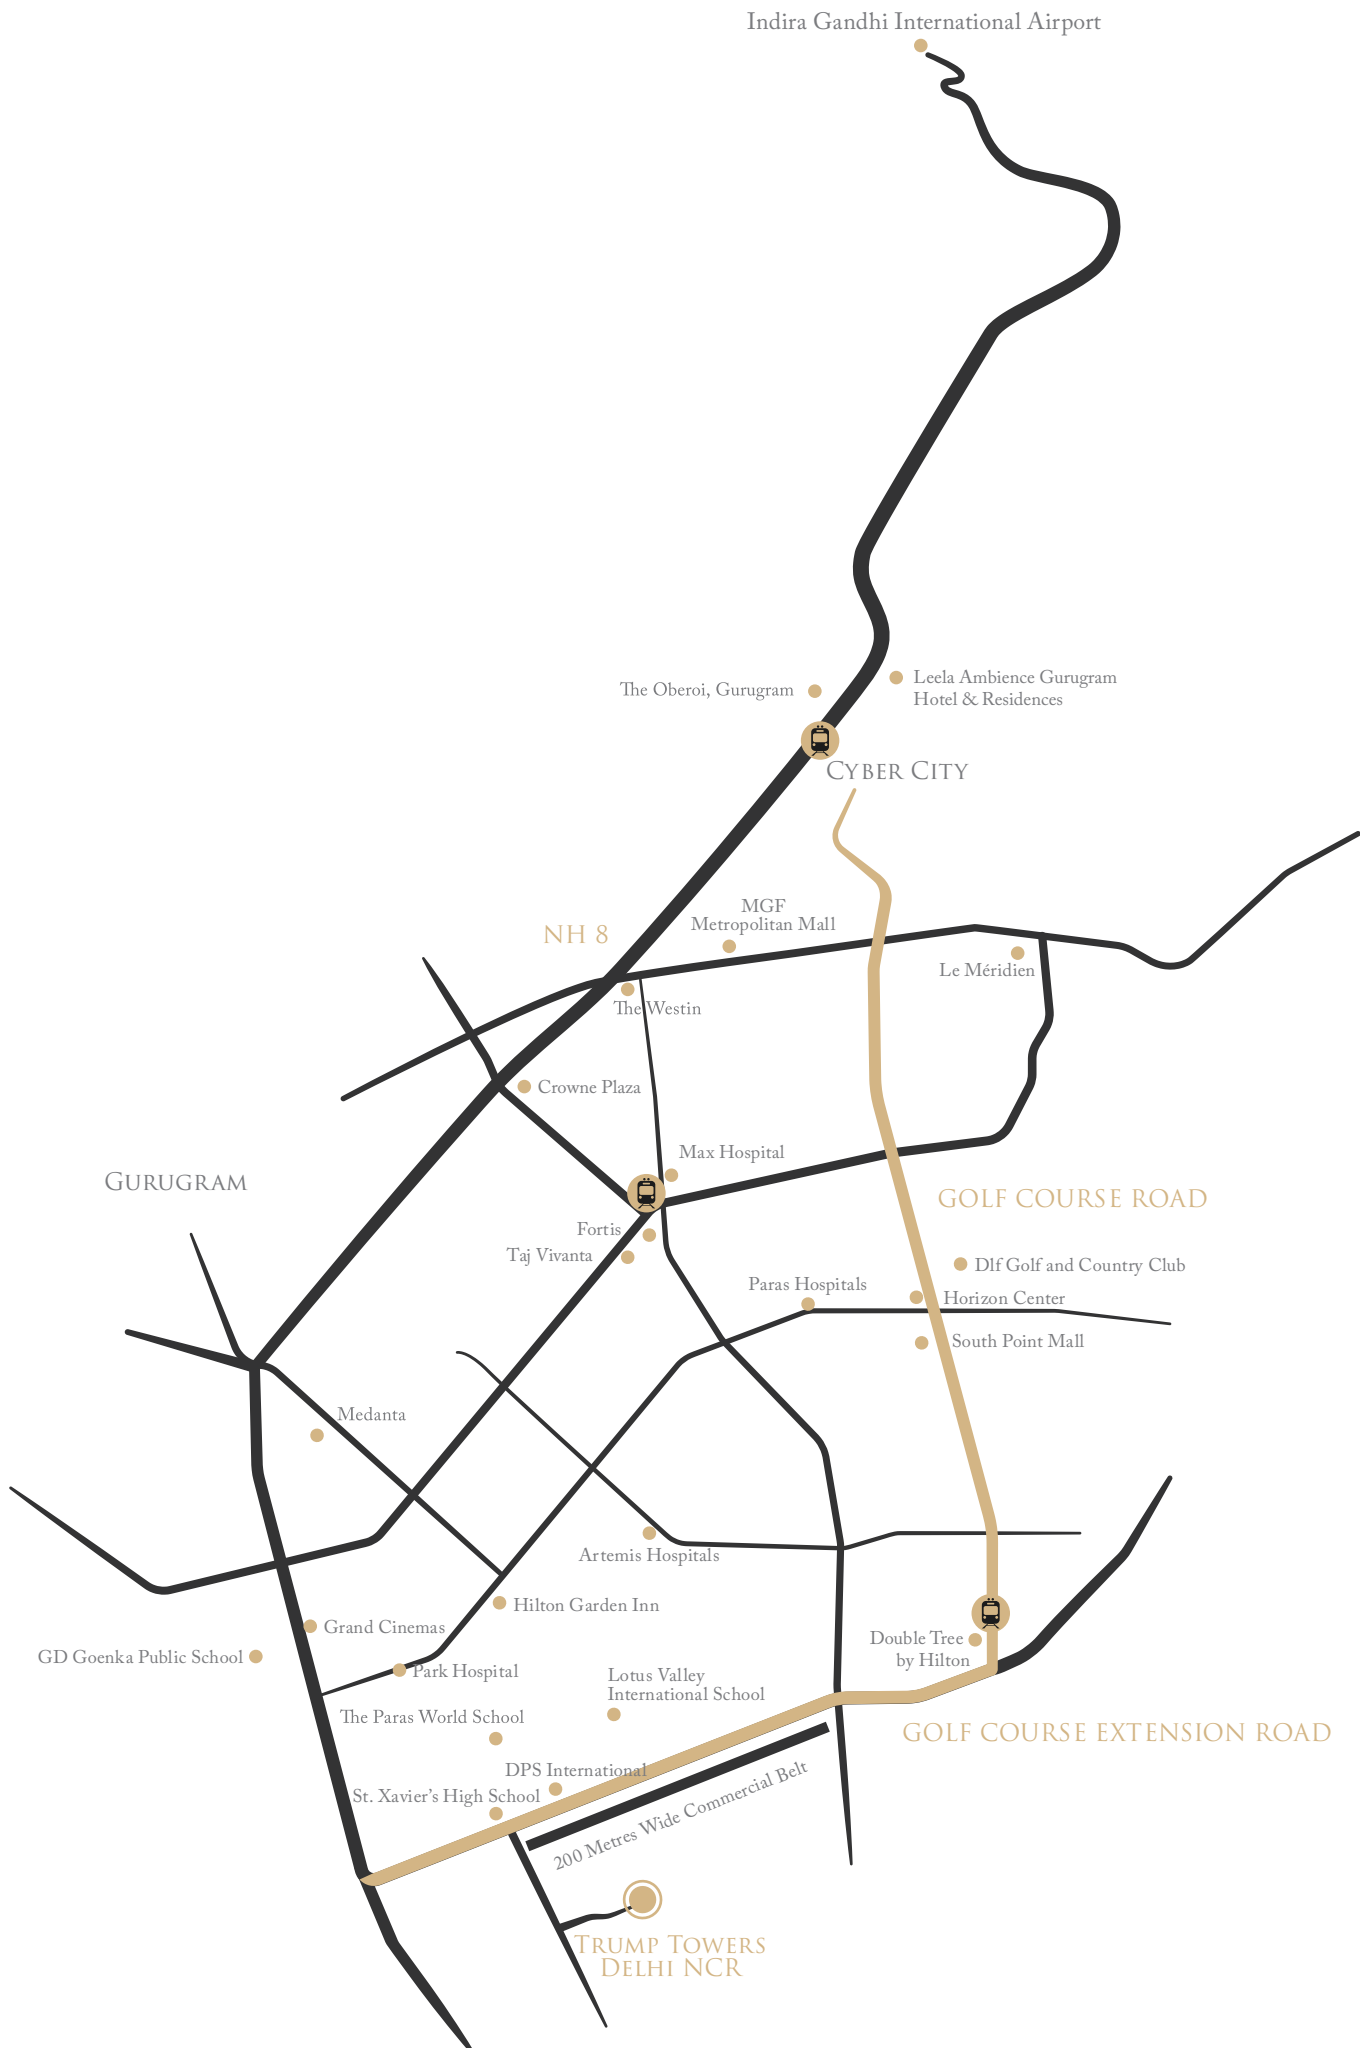 Indira Gandhi International Airport
The Oberoi, Gurugram
Leela Ambience Gurugram
Hotel & Residences
CYBER CITY
MGF
Metropolitan Mall
NH 8
Le Méridien
The Westin
Crowne Plaza
Max Hospital
GURUGRAM
GOLF COURSE ROAD
Fortis
Taj Vivanta
Dlf Golf and Country Club
Paras Hospitals
Horizon Center
South Point Mall
Medanta
Artemis Hospitals
Hilton Garden Inn
Grand Cinemas
GD Goenka Public School
Double Tree
by Hilton
Park Hospital
Lotus Valley
International School
The Paras World School
GOLF COURSE EXTENSION ROAD
DPS International
St. Xavier's High School
200 Metres Wide Commercial Belt
TRUMP TOWERS
DELHI NCR